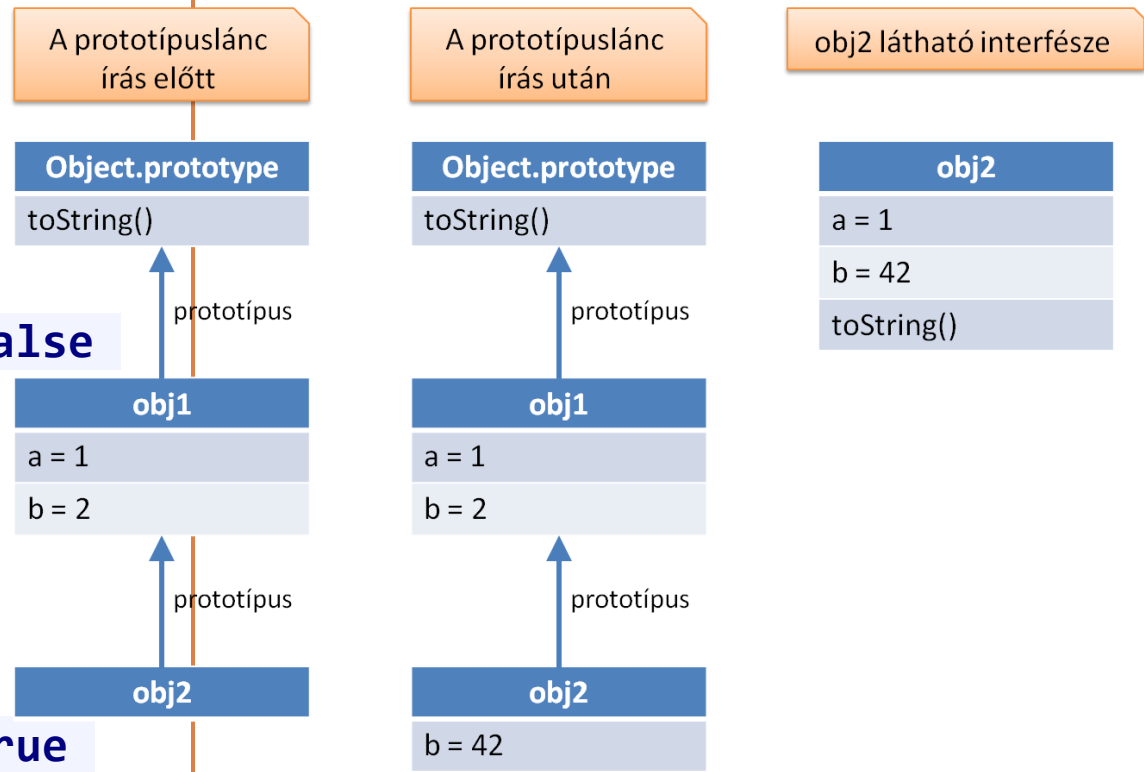 A prototípuslánc
írás előtt
Object.prototype
toString()
prototípus
alse
obj1
a = 1
b = 2
prototípus
obj2
rue
A prototípuslánc
írás után
Object.prototype
toString()
prototípus
obj1
a = 1
b = 2
prototípus
obj2
b = 42
obj2 látható interfésze
obj2
a = 1
b = 42
toString()